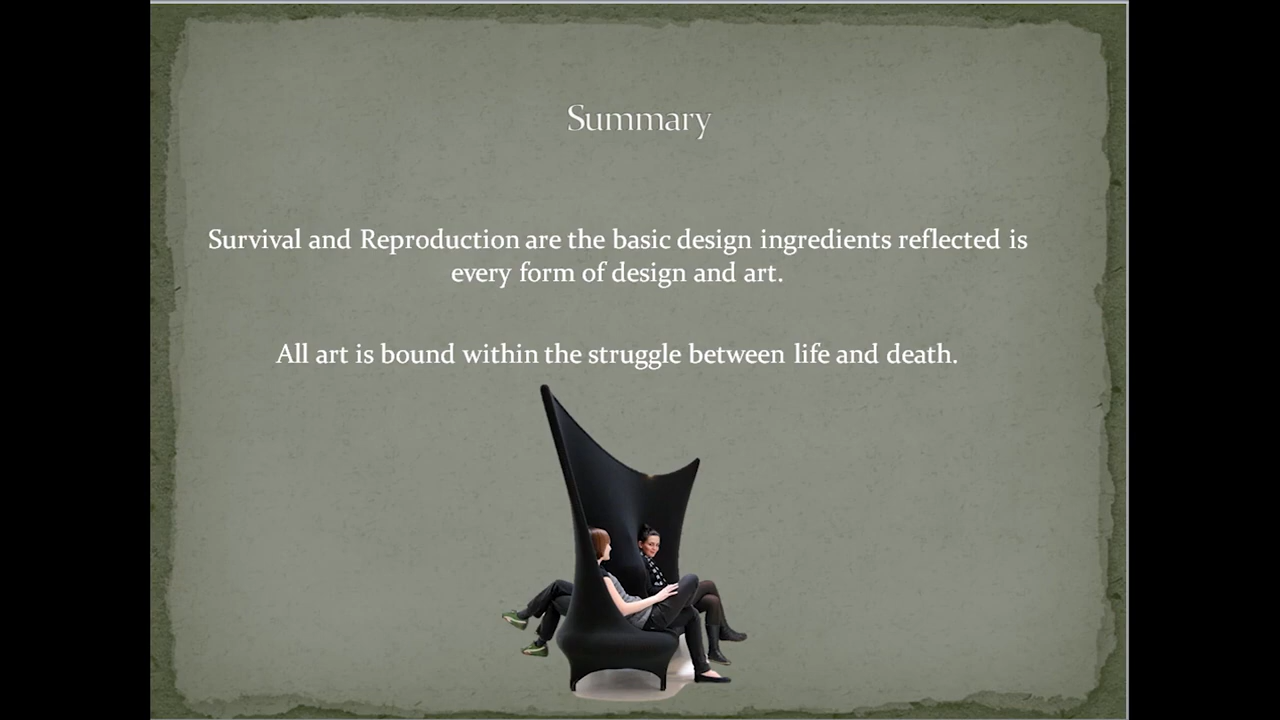 Summary
Survival and Reproduction are the basic design ingredients reflected is
every form of design and art.
All art is bound within the struggle between life and death.